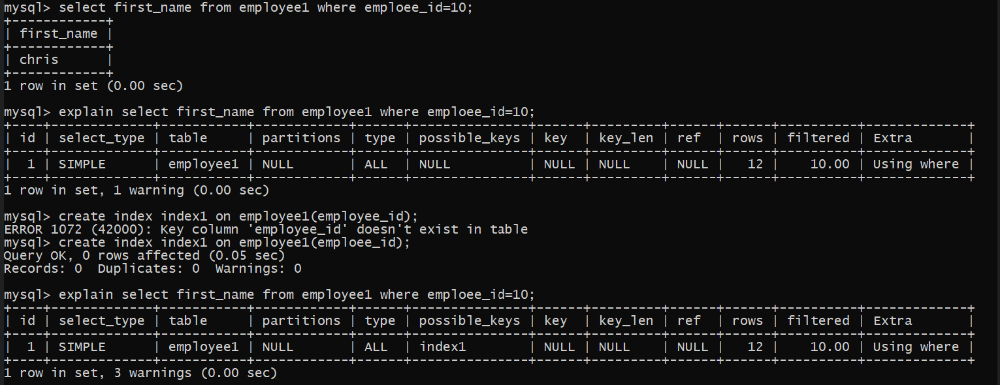 mysql> select first_name from employee1 where emploee_id=10;
+------------+
| first_name |
+------------+
| chris      |
+------------+
1 row in set (0.00 sec)
mysql> explain select first_name from employee1 where emploee_id=10;
+----+-------------+-----------+------------+------+---------------+------+---------+------+------+----------+-------------+
| id | select_type | table     | partitions | type | possible_keys | key  | key_len | ref  | rows | filtered | Extra       |
+----+-------------+-----------+------------+------+---------------+------+---------+------+------+----------+-------------+
|  1 | SIMPLE      | employee1 | NULL       | ALL  | NULL          | NULL | NULL    | NULL |   12 |    10.00 | Using where |
+----+-------------+-----------+------------+------+---------------+------+---------+------+------+----------+-------------+
1 row in set, 1 warning (0.00 sec)
mysql> create index index1 on employee1(employee_id);
ERROR 1072 (42000): Key column 'employee_id' doesn't exist in table
mysql> create index index1 on employee1(emploee_id);
Query OK, 0 rows affected (0.05 sec)
Records: 0  Duplicates: 0  Warnings: 0
mysql> explain select first_name from employee1 where emploee_id=10;
+----+-------------+-----------+------------+------+---------------+------+---------+------+------+----------+-------------+
| id | select_type | table     | partitions | type | possible_keys | key  | key_len | ref  | rows | filtered | Extra       |
+----+-------------+-----------+------------+------+---------------+------+---------+------+------+----------+-------------+
|  1 | SIMPLE      | employee1 | NULL       | ALL  | index1        | NULL | NULL    | NULL |   12 |    10.00 | Using where |
+----+-------------+-----------+------------+------+---------------+------+---------+------+------+----------+-------------+
1 row in set, 3 warnings (0.00 sec)